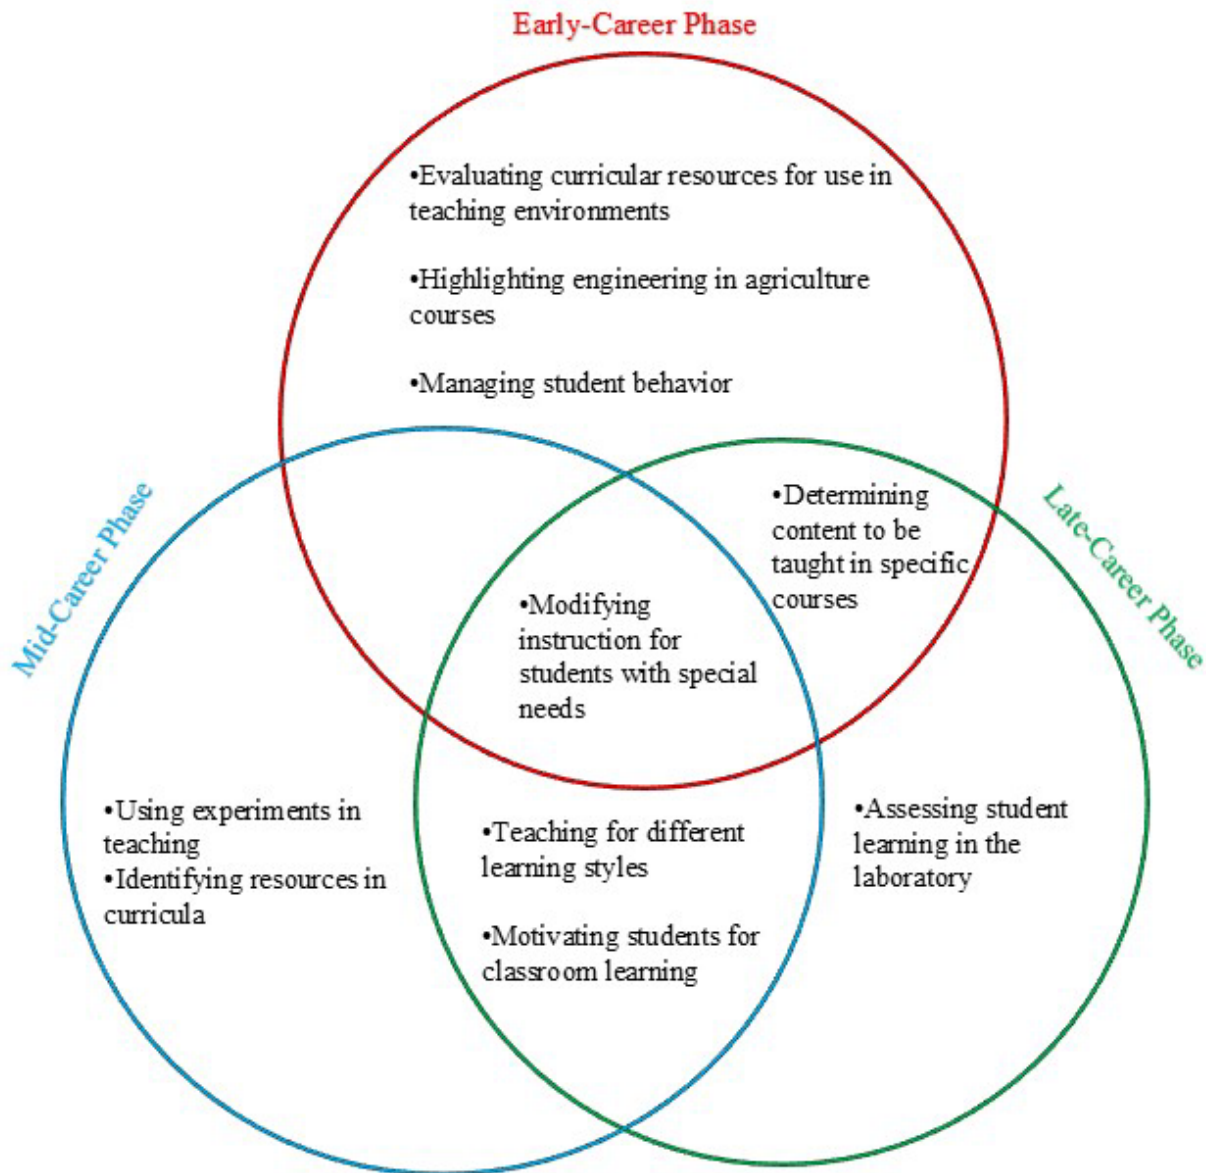 Early-Career Phase
•Evaluating curricular resources for use in
teaching environments
•Highlighting engineering in agriculture
courses
•Managing student behavior
Mid-Career Phase
Late-Career Phase
•Determining
content to be
taught in specific
courses
•Modifying
instruction for
students with special
needs
•Using experiments in
teaching
•Identifying resources in
curricula
•Teaching for different
learning styles
•Motivating students for
classroom learning
•Assessing student
learning in the
laboratory